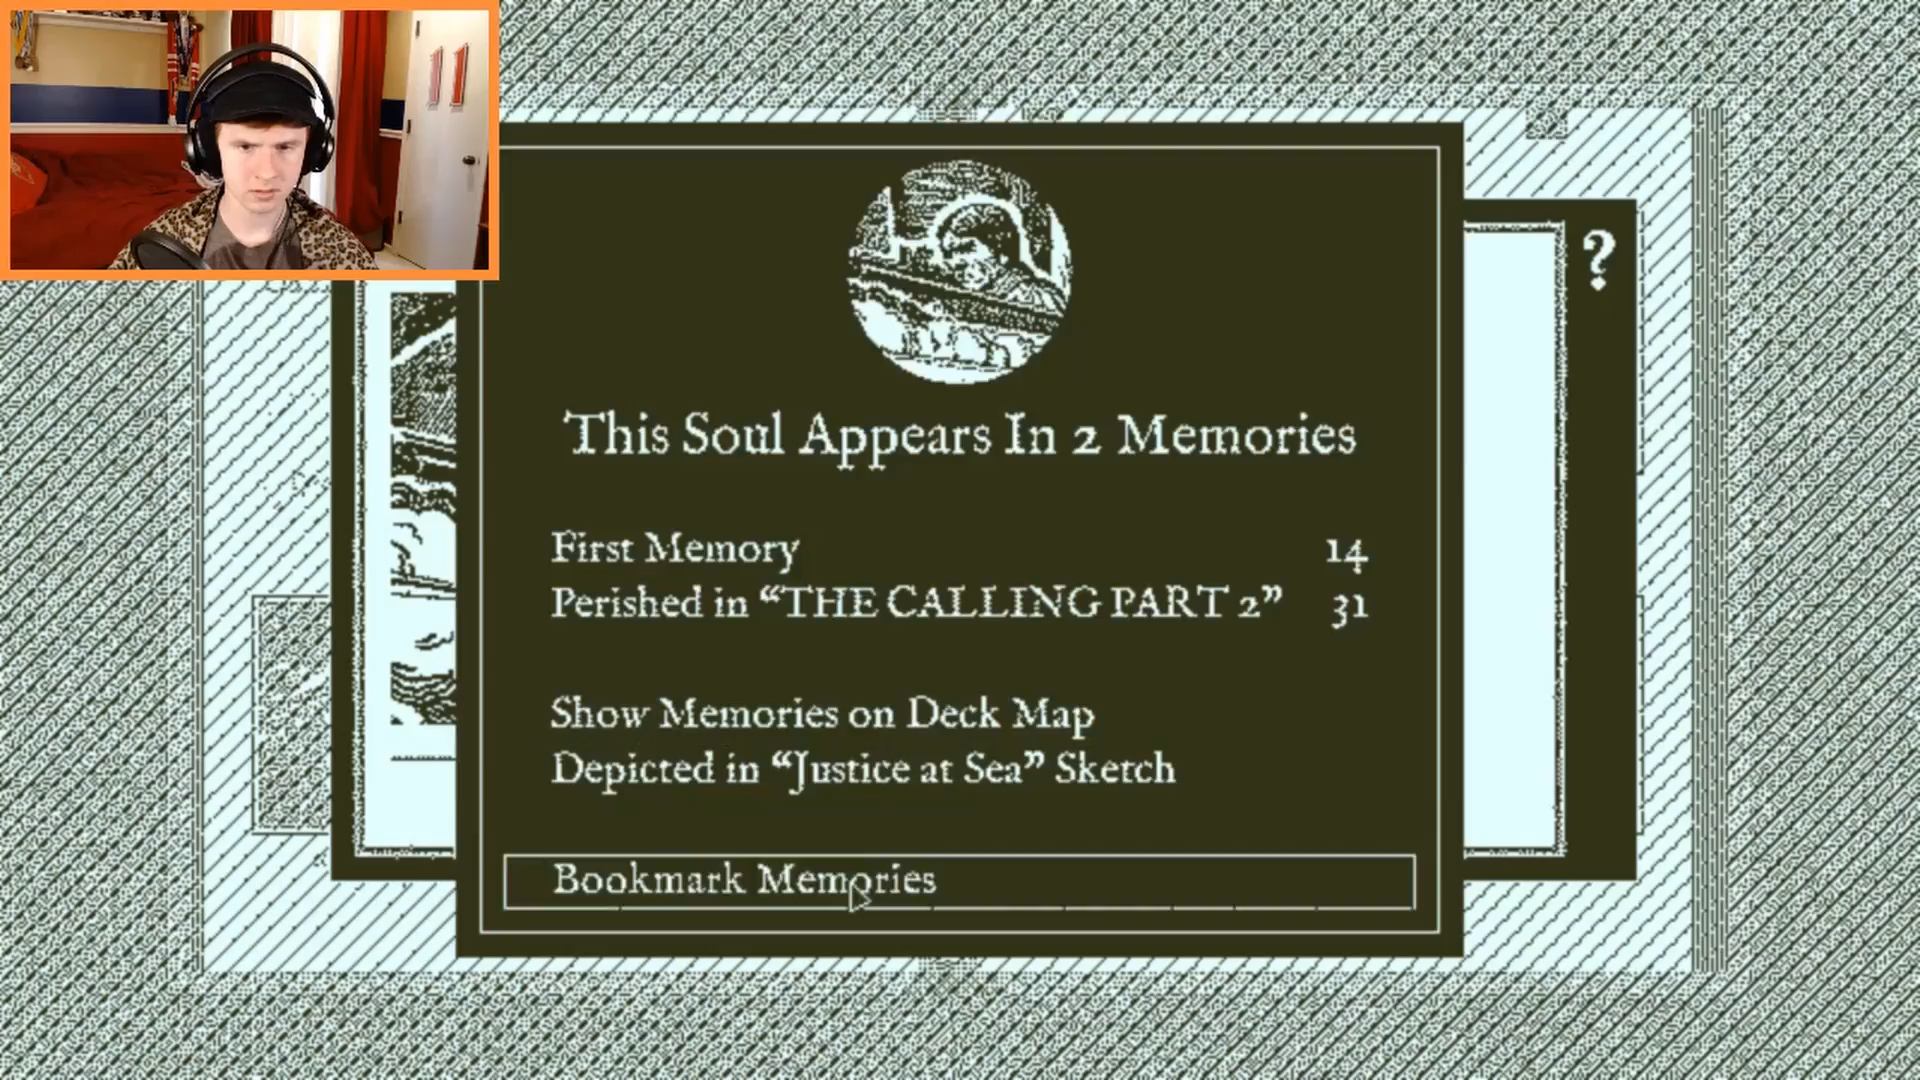 11
?
This Soul Appears In 2 Memories
First Memory 14
Perished in “THE CALLING PART 2” 31
Show Memories on Deck Map
Depicted in “Justice at Sea” Sketch
Bookmark Memories